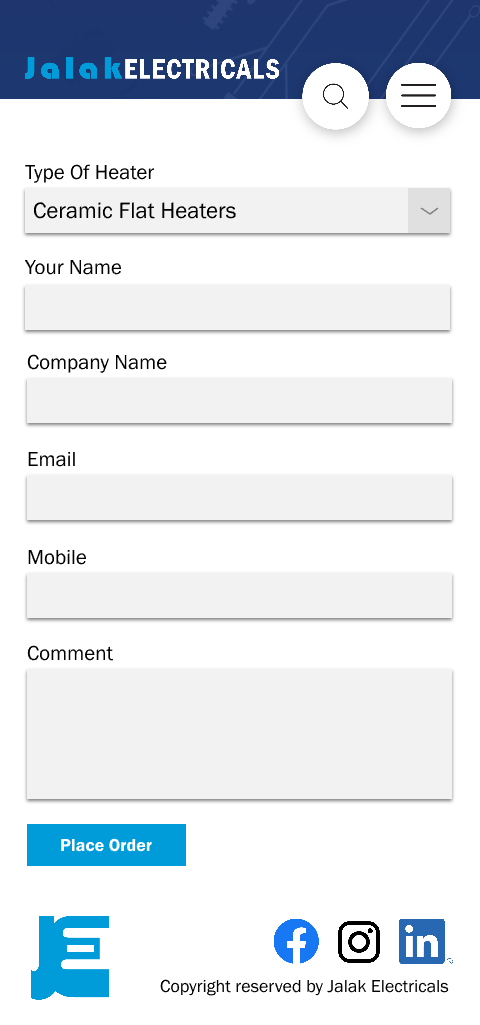 JalakELECTRICALS
Type Of Heater
Ceramic Flat Heaters
Your Name
Company Name
Email
Mobile
Comment
Place Order
JE
in
Copyright reserved by Jalak Electricals